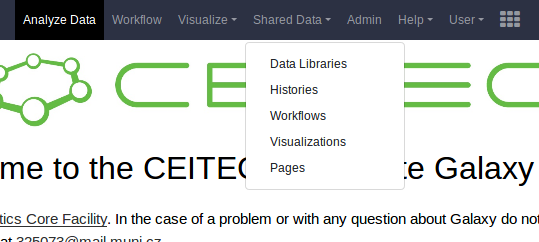 Analyze Data Workflow Visualize Shared Data Admin Help User
Data Libraries
Histories
Workflows
Visualizations
Pages
CE EC
me to the CEITEC te Galaxy
tics Core Facility. In the case of a problem or with any question about Galaxy do not
at 325073@mail.muni.cz